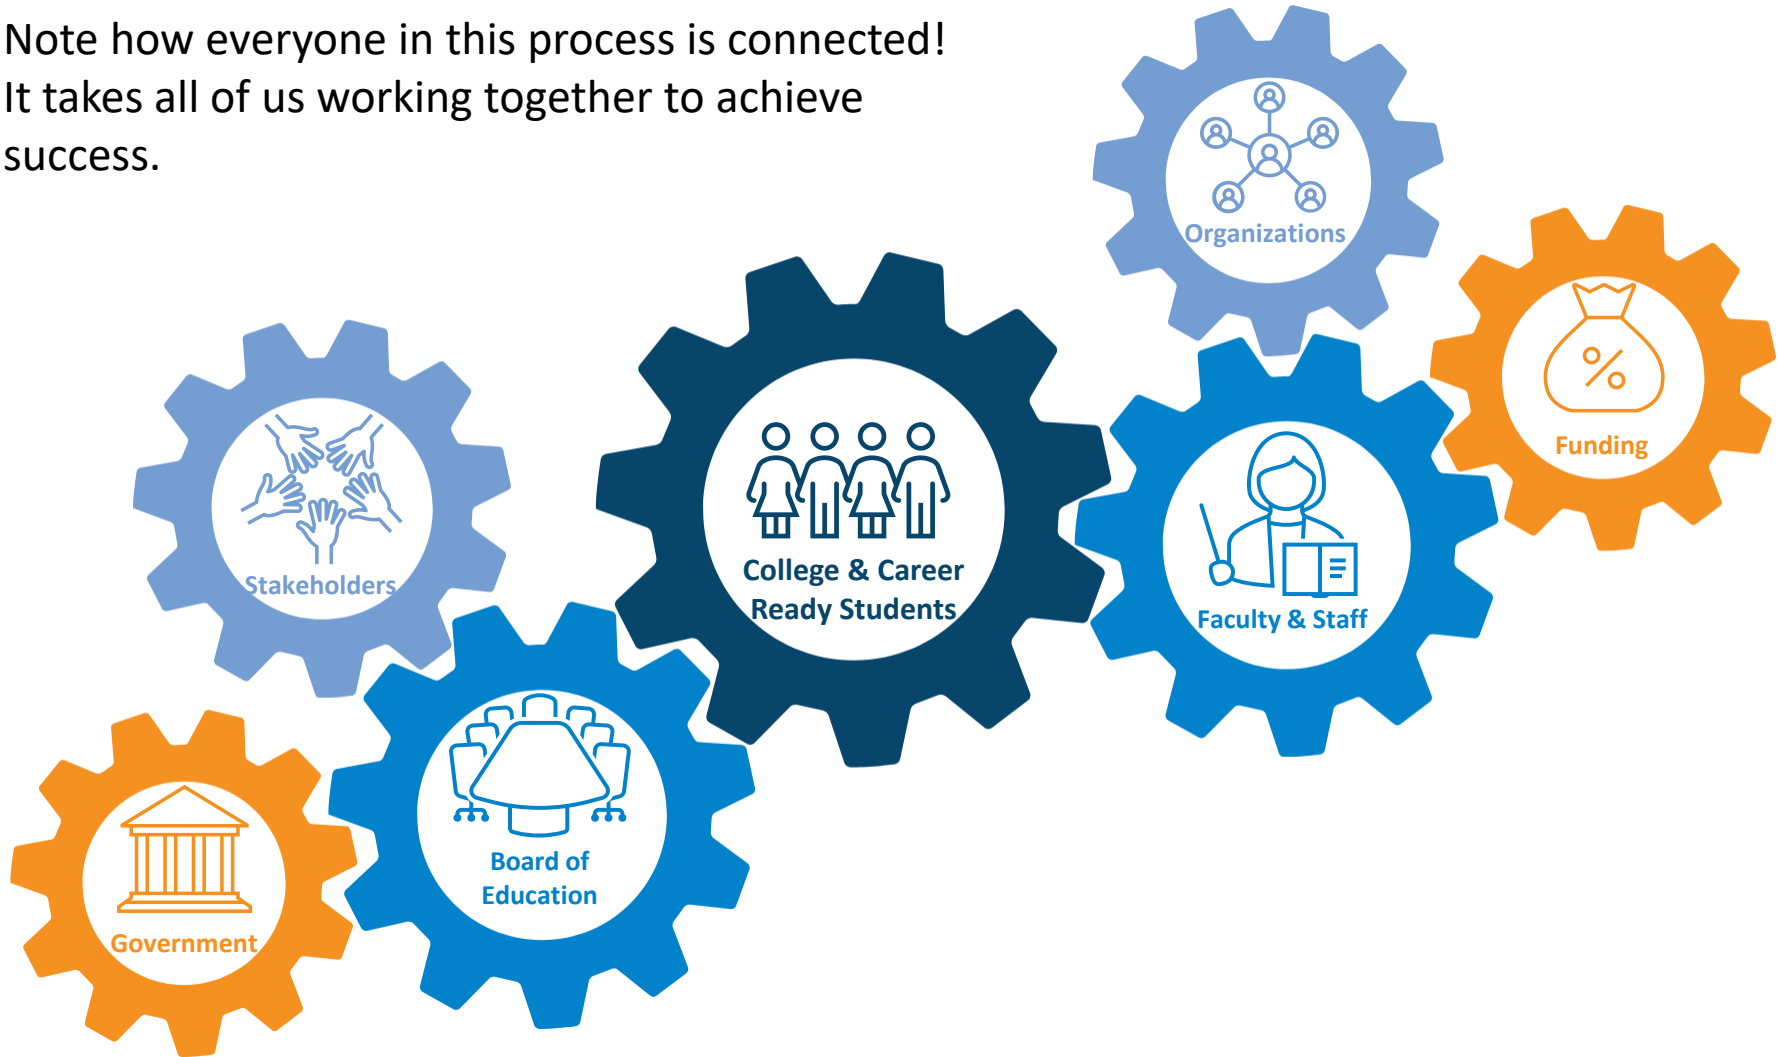 Note how everyone in this process is connected!
It takes all of us working together to achieve
success.
Organizations
Funding
Stakeholders
College & Career
Ready Students
Faculty & Staff
Board of
Education
Government
%